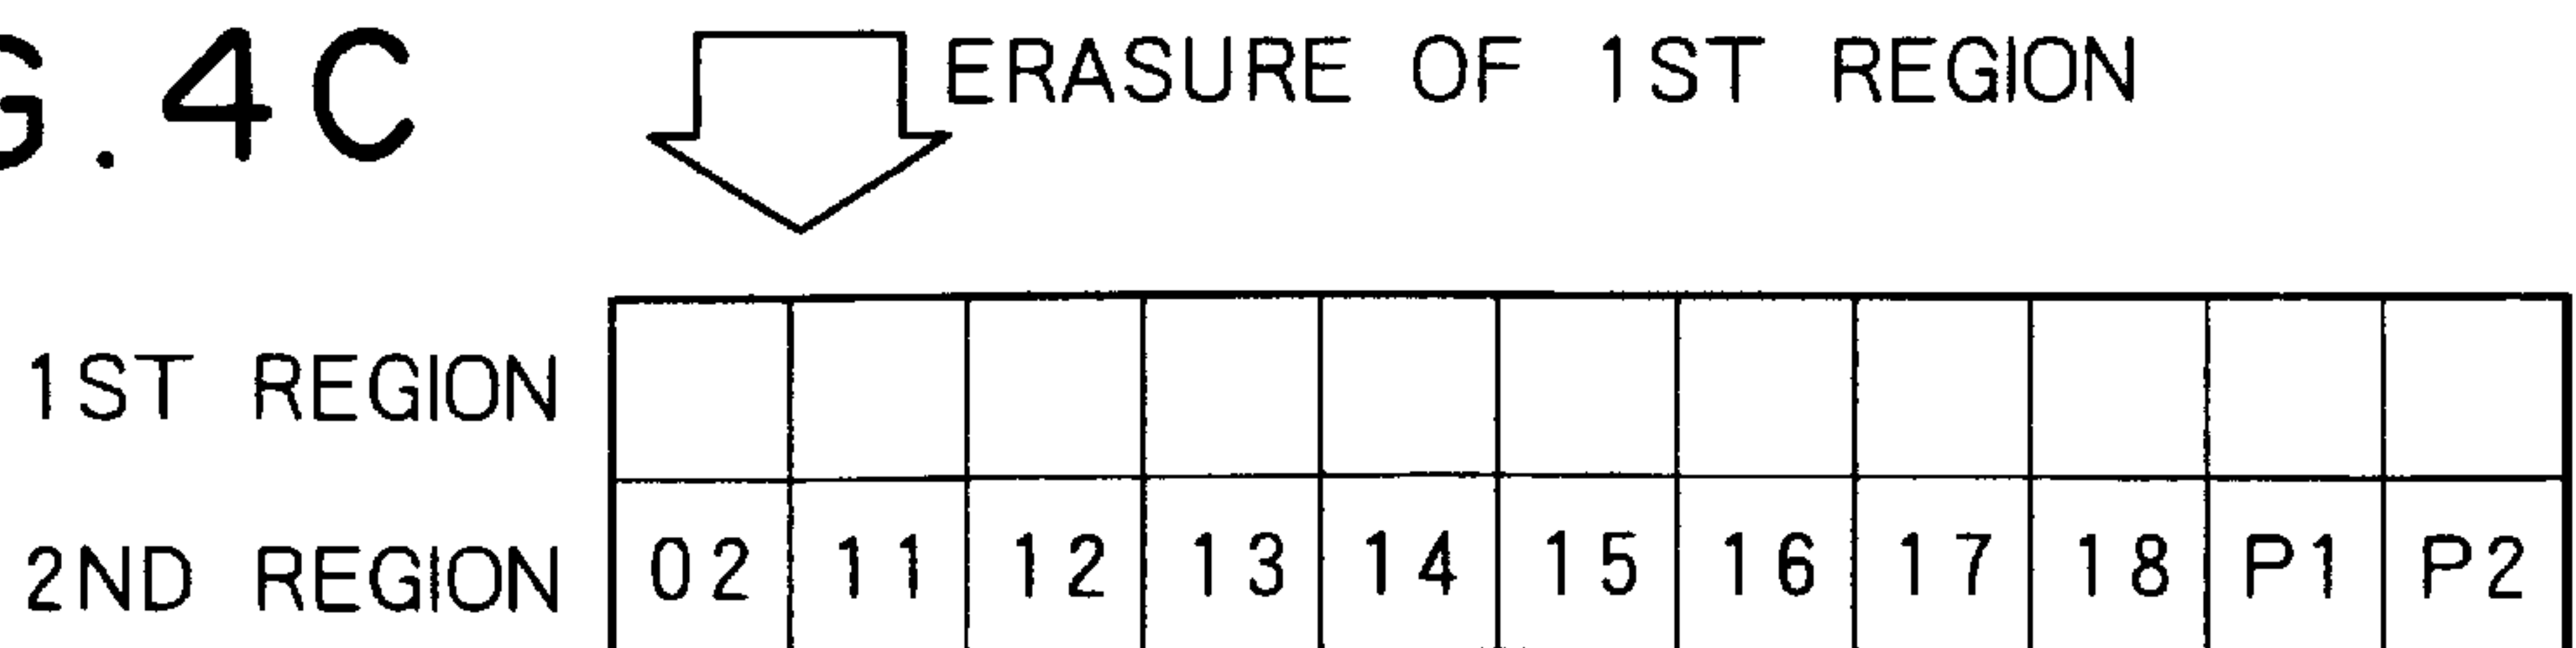 G.4C
ERASURE OF 1ST REGION
1ST REGION
2ND REGION 02 11 12 13 14 15 16 17 18 P1 P2